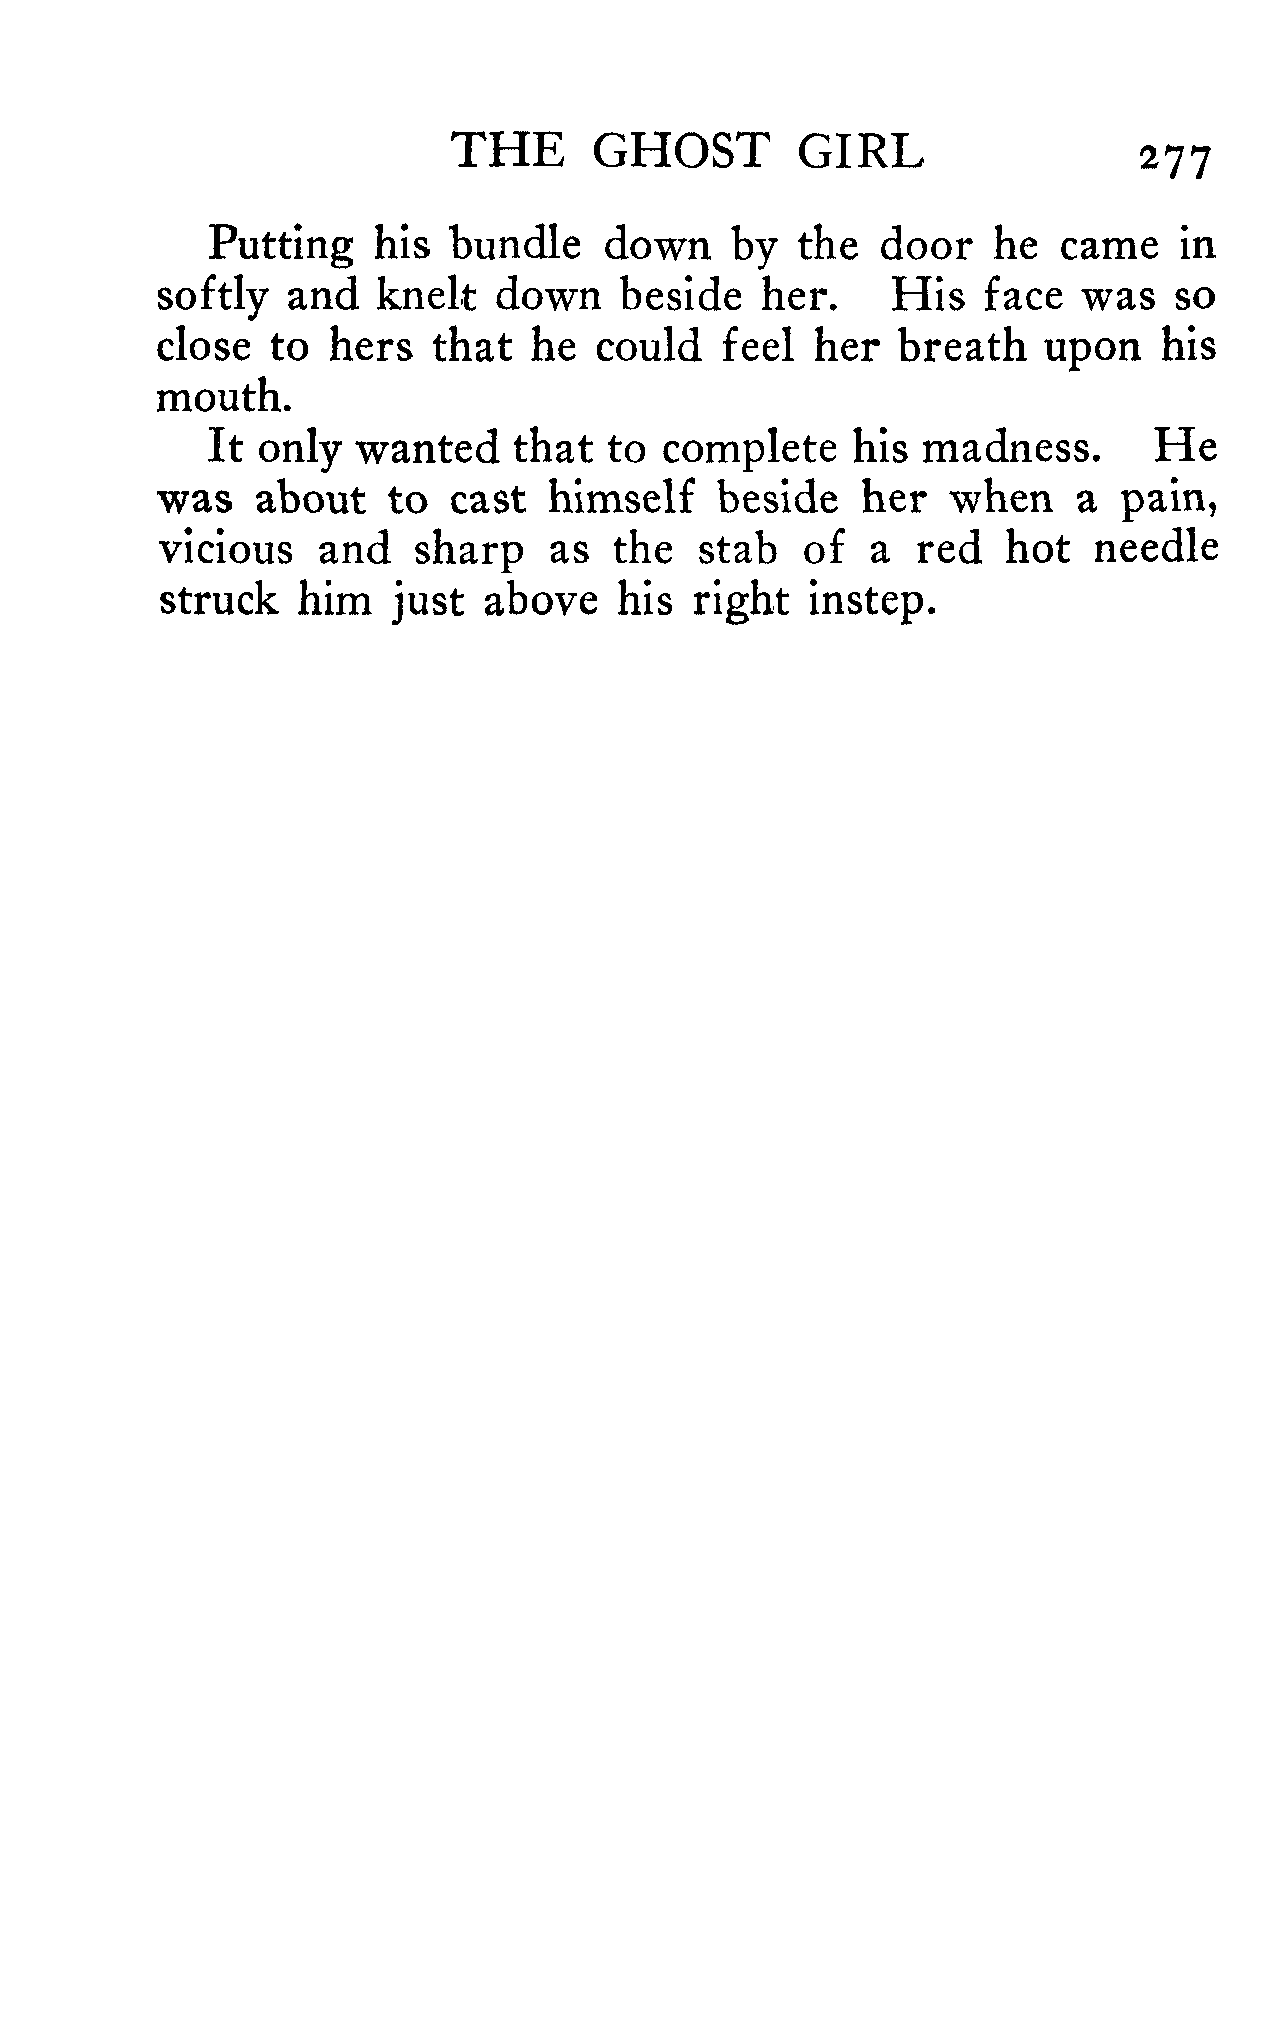 THE GHOST GIRL 277
Putting his bundle down by the door he came in
softly and knelt down beside her. His face was so
close to hers that he could feel her breath upon his
mouth.
It only wanted that to complete his madness. He
was about to cast himself beside her when a pain,
vicious and sharp as the stab of a red hot needle
struck him just above his right instep.